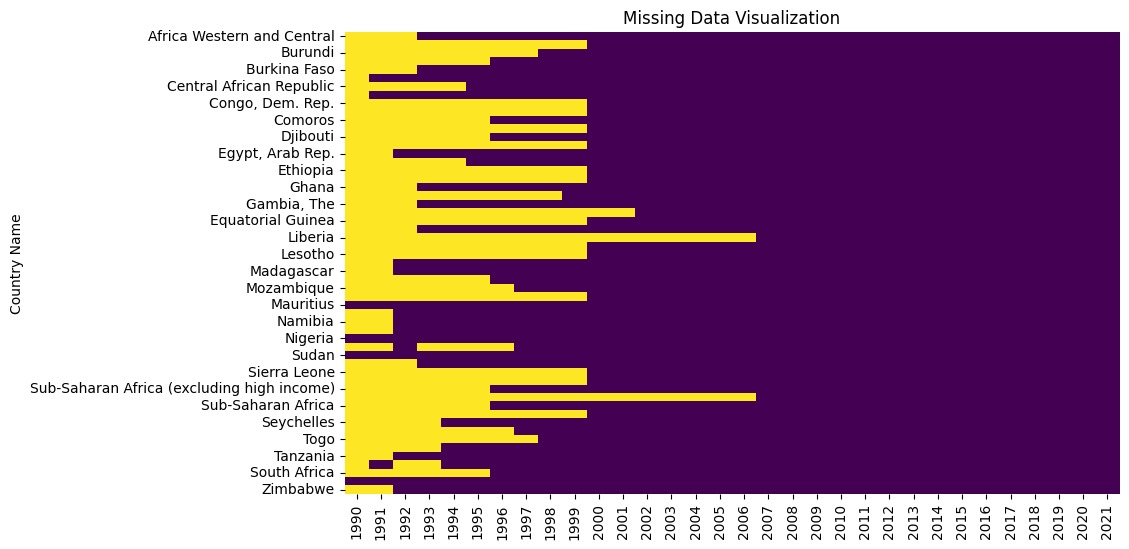 Missing Data Visualization
Country Name
Africa Western and Central
Burundi
Burkina Faso
Central African Republic
Congo, Dem. Rep.
Comoros
Djibouti
Egypt, Arab Rep.
Ethiopia
Ghana
Gambia, The
Equatorial Guinea
Liberia
Lesotho
Madagascar
Mozambique
Mauritius
Namibia
Nigeria
Sudan
Sierra Leone
Sub-Saharan Africa (excluding high income)
Sub-Saharan Africa
Seychelles
Togo
Tanzania
South Africa
Zimbabwe
1990
1991
1992
1993
1994
1995
1996
1997
1998
1999
2000
2001
2002
2003
2004
2005
2006
2007
2008
2009
2010
2011
2012
2013
2014
2015
2016
2017
2018
2019
2020
2021